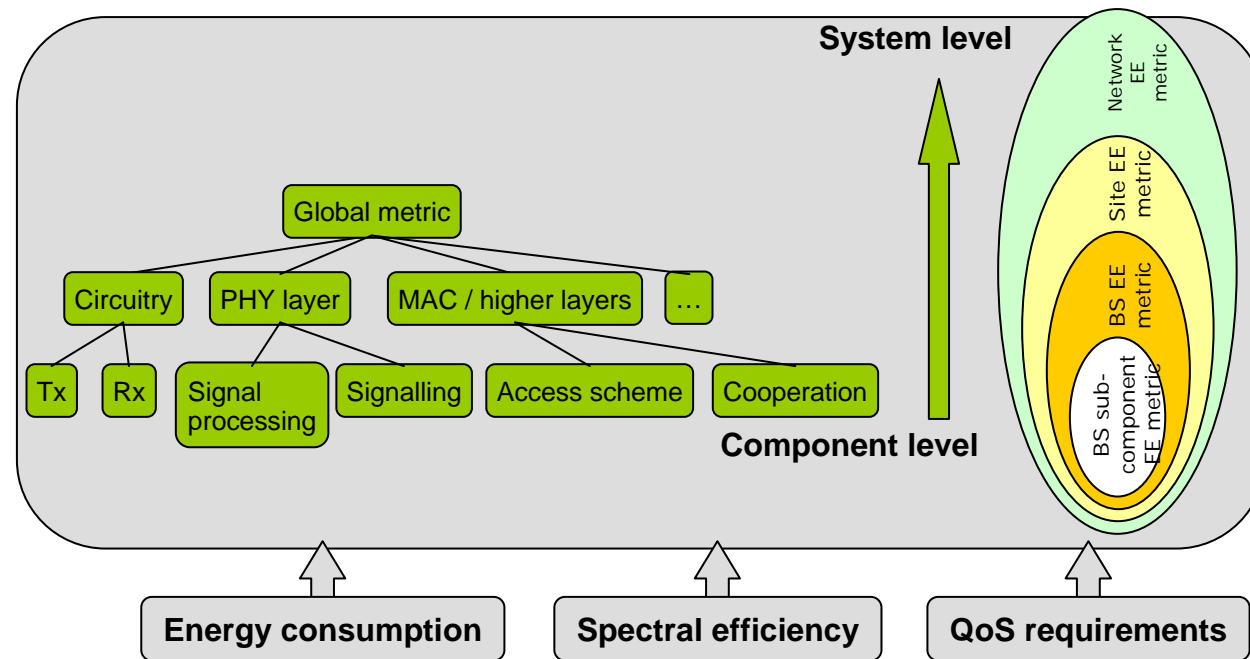 System level
Global metric
Circuitry
PHY layer
MAC / higher layers
…
Tx
Rx
Signal
processing
Signalling
Access scheme
Cooperation
Component level
Network
EE
metric
Site EE
metric
BS EE
metric
BS sub-
component
EE metric
Energy consumption
Spectral efficiency
QoS requirements